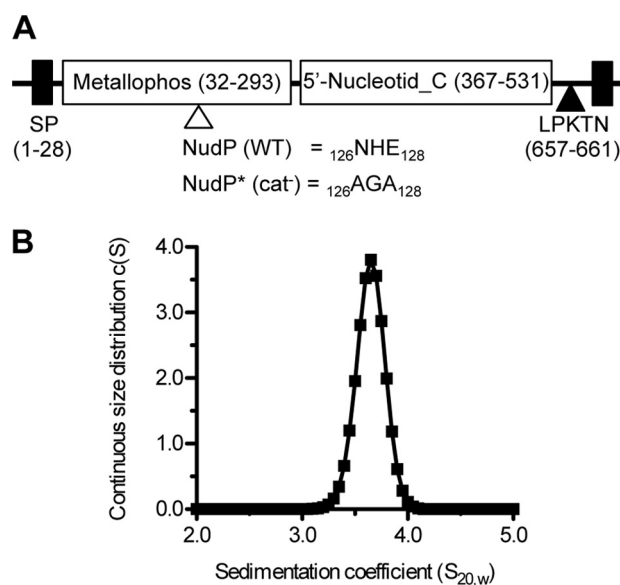 A
Metallophos (32-293)
5'-Nucleotid_C (367-531)
SP
(1-28)
LPKTN
(657-661)
NudP (WT) = ₁₂₆NHE₁₂₈
NudP* (cat⁻) = ₁₂₆AGA₁₂₈
B
Continuous size distribution c(S)
4.0
3.0
2.0
1.0
0.0
2.0 3.0 4.0 5.0
Sedimentation coefficient (S₂₀,w)